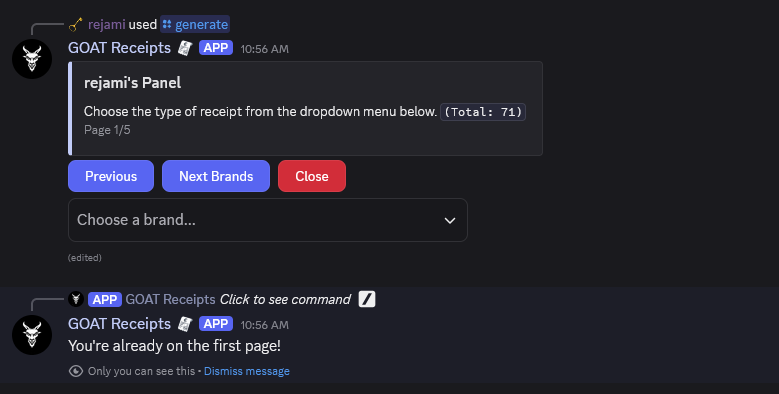 rejami used generate
GOAT Receipts APP 10:56 AM
rejami's Panel
Choose the type of receipt from the dropdown menu below. (Total: 71)
Page 1/5
Previous Next Brands Close
Choose a brand...
(edited)
APP GOAT Receipts Click to see command
GOAT Receipts APP 10:56 AM
You're already on the first page!
Only you can see this • Dismiss message